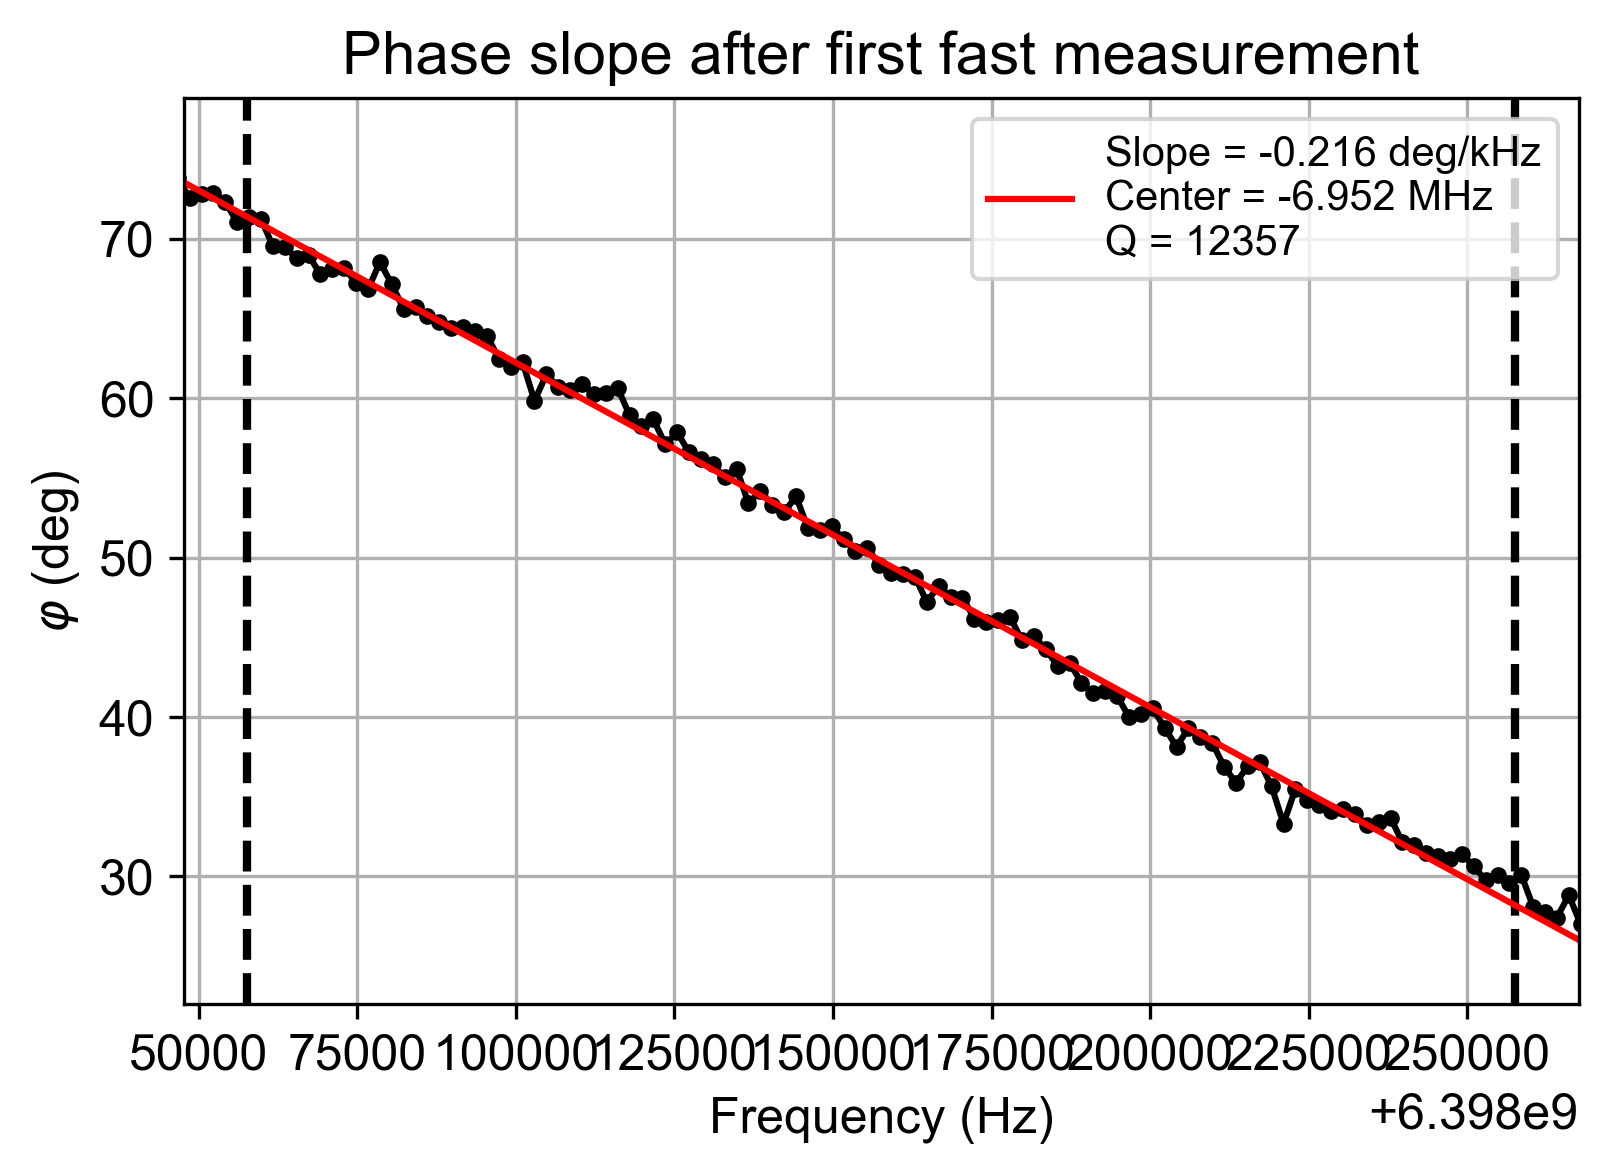 Phase slope after first fast measurement
Slope = -0.216 deg/kHz
Center = -6.952 MHz
Q = 12357
70
60
50
40
30
φ (deg)
50000 75000 100000 125000 150000 175000 200000 225000 250000
Frequency (Hz)
+6.398e9